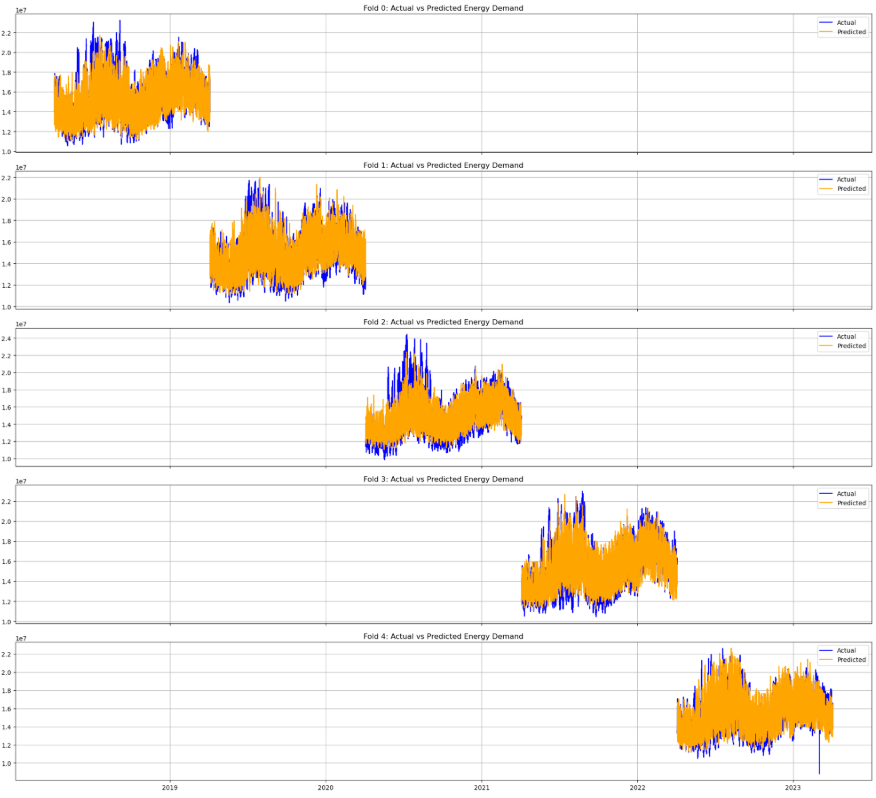 Fold 0: Actual vs Predicted Energy Demand
1e7
Actual
Predicted
2.2
2.0
1.8
1.6
1.4
1.2
1.0
Fold 1: Actual vs Predicted Energy Demand
1e7
Actual
Predicted
2.2
2.0
1.8
1.6
1.4
1.2
1.0
Fold 2: Actual vs Predicted Energy Demand
1e7
Actual
Predicted
2.4
2.2
2.0
1.8
1.6
1.4
1.2
1.0
Fold 3: Actual vs Predicted Energy Demand
1e7
Actual
Predicted
2.2
2.0
1.8
1.6
1.4
1.2
1.0
Fold 4: Actual vs Predicted Energy Demand
1e7
Actual
Predicted
2.2
2.0
1.8
1.6
1.4
1.2
1.0
2019 2020 2021 2022 2023